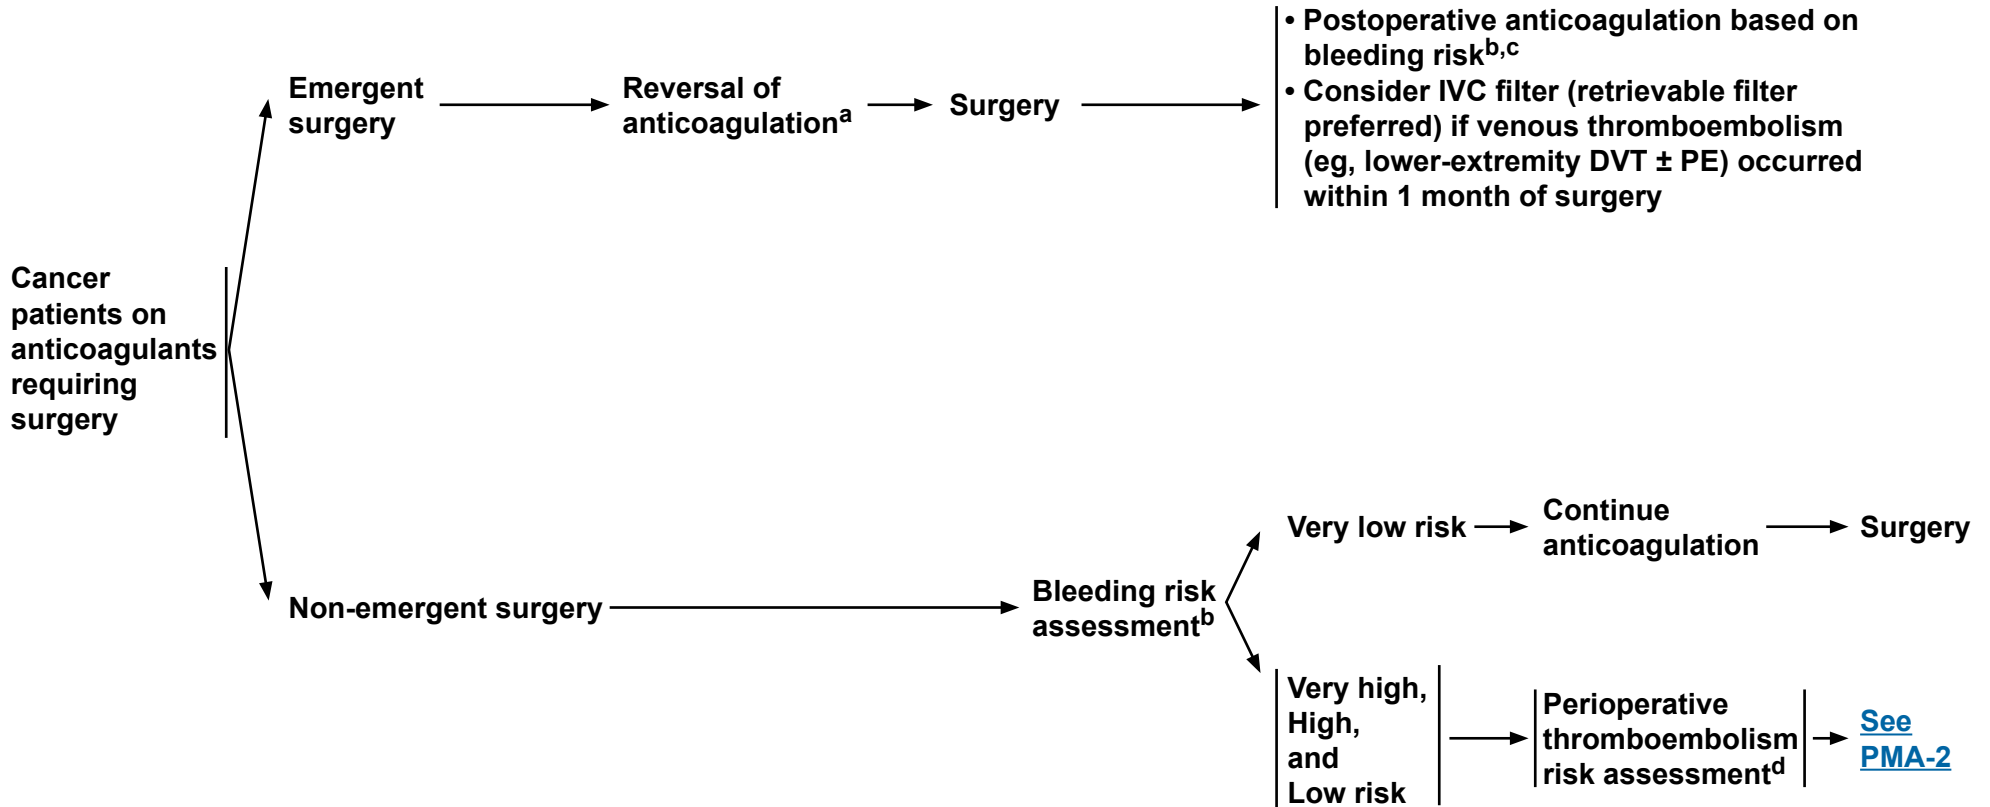 Cancer
patients on
anticoagulants
requiring
surgery
Emergent
surgery
Reversal of
anticoagulationᵃ
Surgery
• Postoperative anticoagulation based on
bleeding riskᵇ,ᶜ
• Consider IVC filter (retrievable filter
preferred) if venous thromboembolism
(eg, lower-extremity DVT ± PE) occurred
within 1 month of surgery
Non-emergent surgery
Bleeding risk
assessmentᵇ
Very low risk
Continue
anticoagulation
Surgery
Very high,
High,
and
Low risk
Perioperative
thromboembolism
risk assessmentᵈ
See
PMA-2